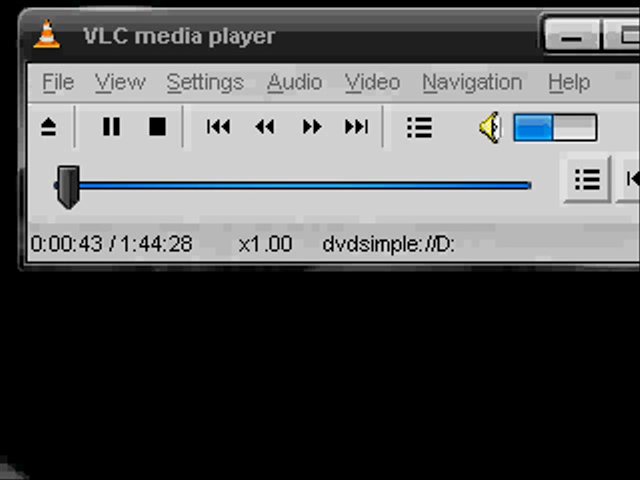 VLC media player
File View Settings Audio Video Navigation Help
0:00:43 / 1:44:28 x1.00 dvdsimple://D: